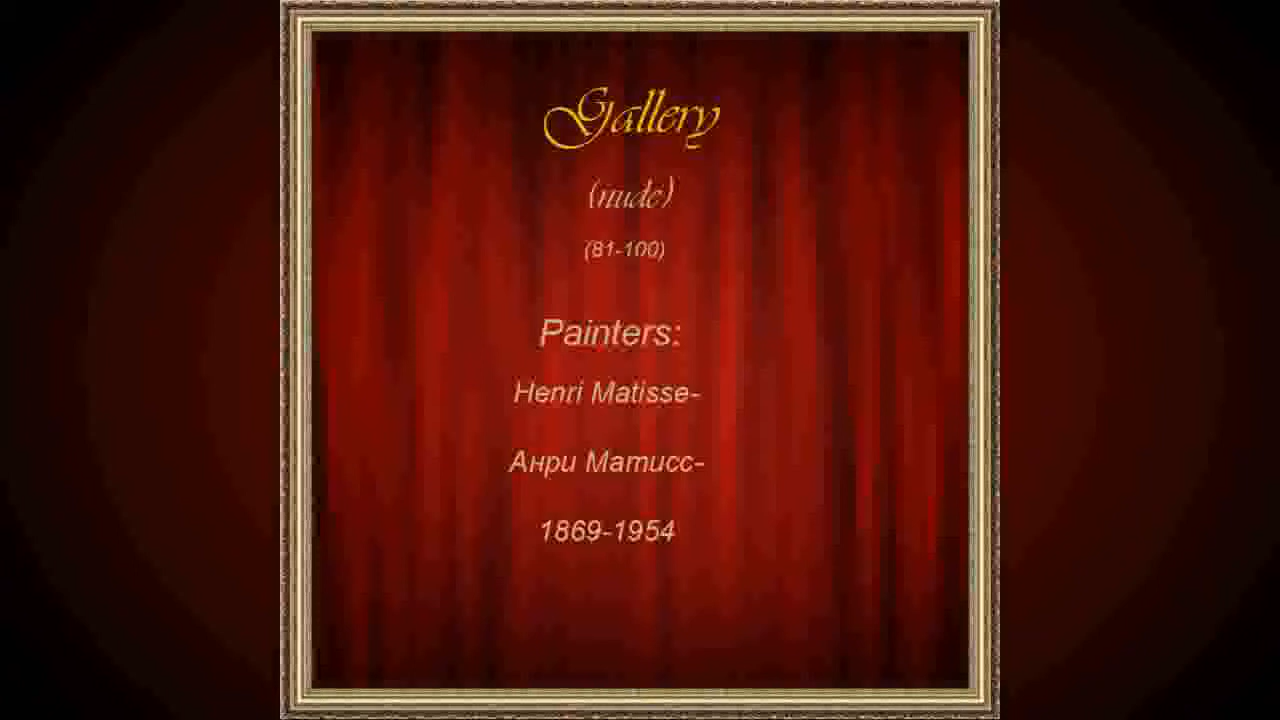 Gallery
(nude)
(81-100)
Painters:
Henri Matisse-
Анри Матисс-
1869-1954